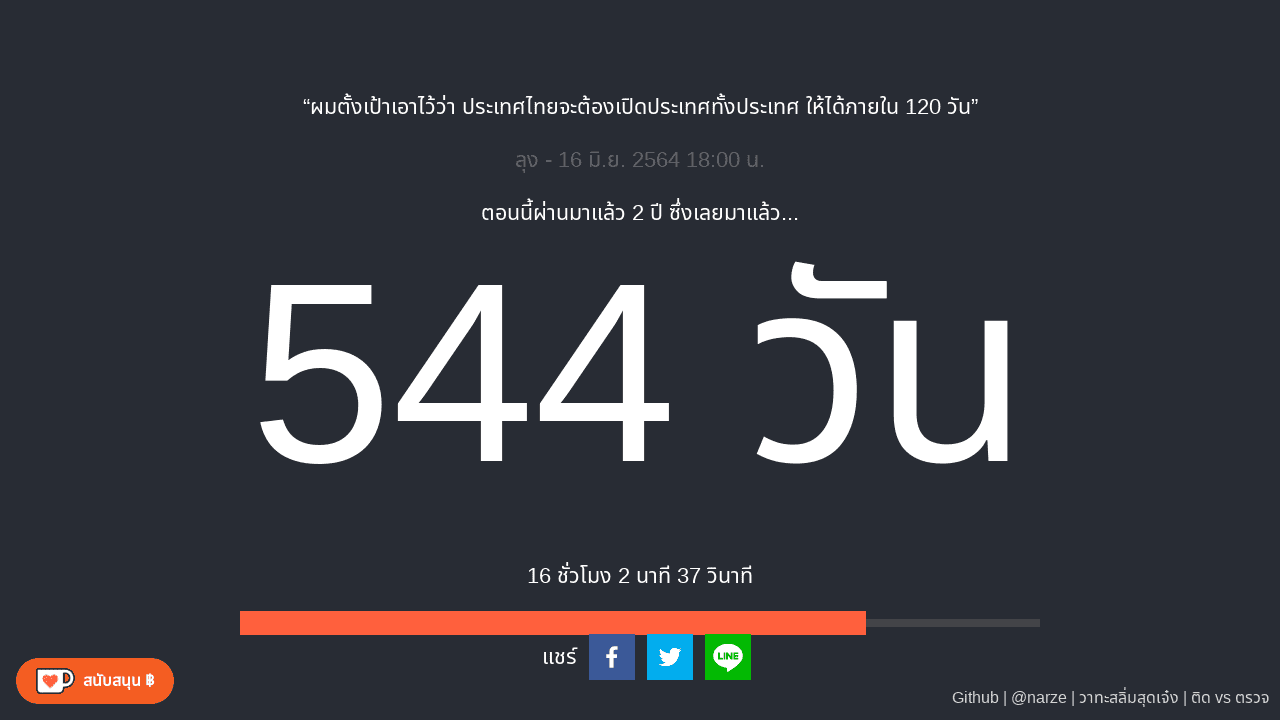 “ผมตั้งเป้าเอาไว้ว่า ประเทศไทยจะต้องเปิดประเทศทั้งประเทศ ให้ได้ภายใน 120 วัน”
ลุง - 16 มิ.ย. 2564 18:00 น.
ตอนนี้ผ่านมาแล้ว 2 ปี ซึ่งเลยมาแล้ว...
544 วัน
16 ชั่วโมง 2 นาที 37 วินาที
แชร์
LINE
สนับสนุน ฿
Github | @narze | วาทะสลิ่มสุดเจ๋ง | ติด vs ตรวจ